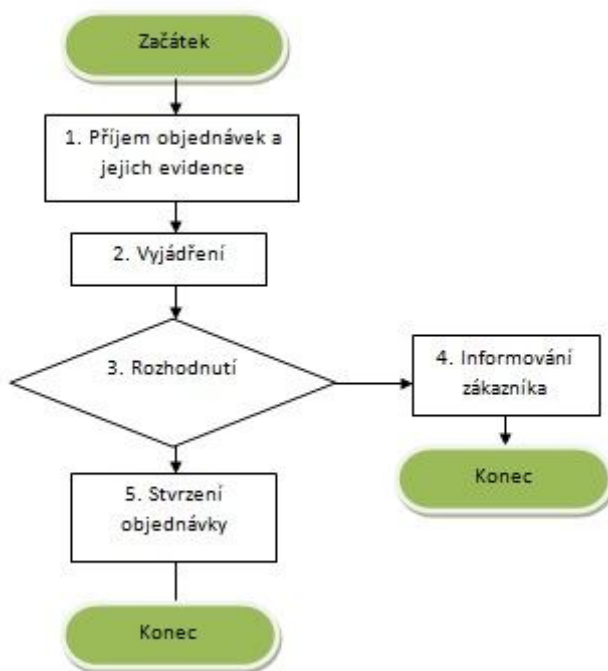 Začátek
1. Příjem objednávek a
jejich evidence
2. Vyjádření
3. Rozhodnutí
4. Informování
zákazníka
Konec
5. Stvrzení
objednávky
Konec